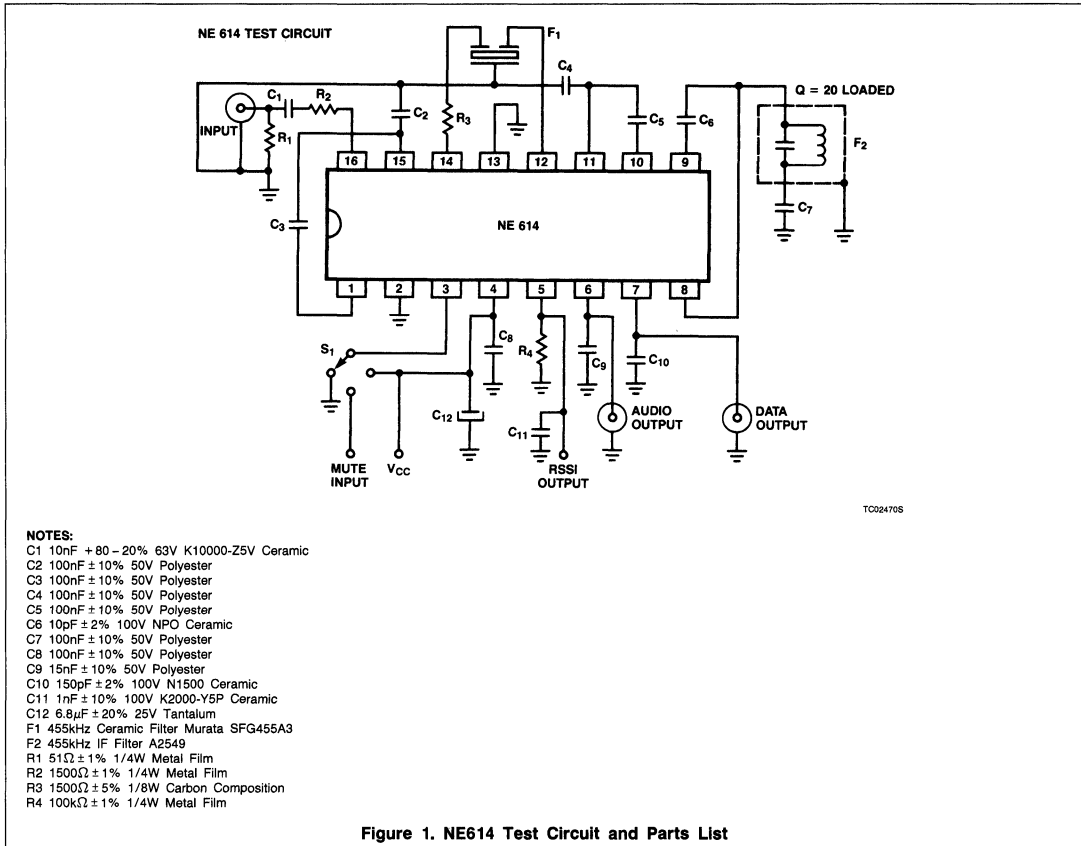 NE 614 TEST CIRCUIT
F1
C4
Q = 20 LOADED
C1
R2
INPUT
R1
C2
R3
C5
C6
F2
16
15
14
13
12
11
10
9
C7
C3
NE 614
1
2
3
4
5
6
7
8
S1
C8
R4
C9
C10
C12
C11
AUDIO
OUTPUT
DATA
OUTPUT
MUTE
INPUT
VCC
RSSI
OUTPUT
TC02470S
NOTES:
C1 10nF +80 – 20% 63V K10000-Z5V Ceramic
C2 100nF ± 10% 50V Polyester
C3 100nF ± 10% 50V Polyester
C4 100nF ± 10% 50V Polyester
C5 100nF ± 10% 50V Polyester
C6 10pF ± 2% 100V NPO Ceramic
C7 100nF ± 10% 50V Polyester
C8 100nF ± 10% 50V Polyester
C9 15nF ± 10% 50V Polyester
C10 150pF ± 2% 100V N1500 Ceramic
C11 1nF ± 10% 100V K2000-Y5P Ceramic
C12 6.8μF ± 20% 25V Tantalum
F1 455kHz Ceramic Filter Murata SFG455A3
F2 455kHz IF Filter A2549
R1 51Ω ± 1% 1/4W Metal Film
R2 1500Ω ± 1% 1/4W Metal Film
R3 1500Ω ± 5% 1/8W Carbon Composition
R4 100kΩ ± 1% 1/4W Metal Film
Figure 1. NE614 Test Circuit and Parts List